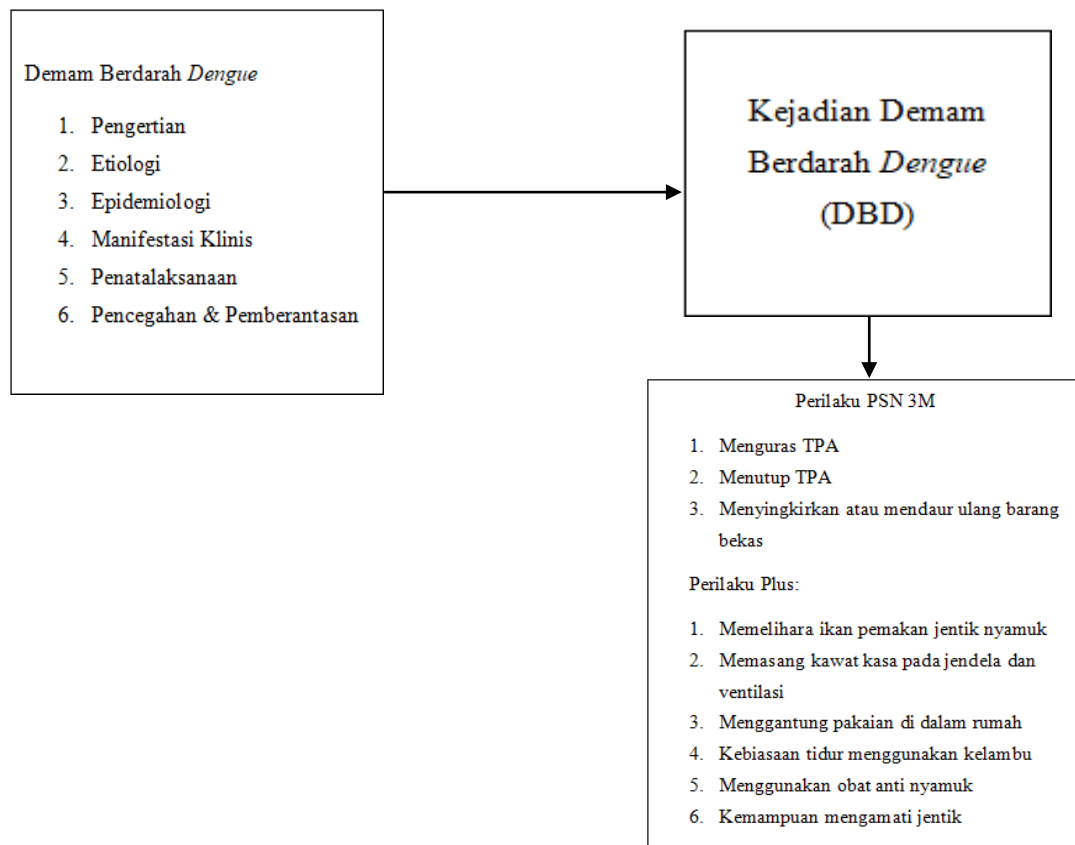 Demam Berdarah Dengue
1. Pengertian
2. Etiologi
3. Epidemiologi
4. Manifestasi Klinis
5. Penatalaksanaan
6. Pencegahan & Pemberantasan
Kejadian Demam
Berdarah Dengue
(DBD)
Perilaku PSN 3M
1. Menguras TPA
2. Menutup TPA
3. Menyingkirkan atau mendaur ulang barang
bekas
Perilaku Plus:
1. Memelihara ikan pemakan jentik nyamuk
2. Memasang kawat kasa pada jendela dan
ventilasi
3. Menggantung pakaian di dalam rumah
4. Kebiasaan tidur menggunakan kelambu
5. Menggunakan obat anti nyamuk
6. Kemampuan mengamati jentik